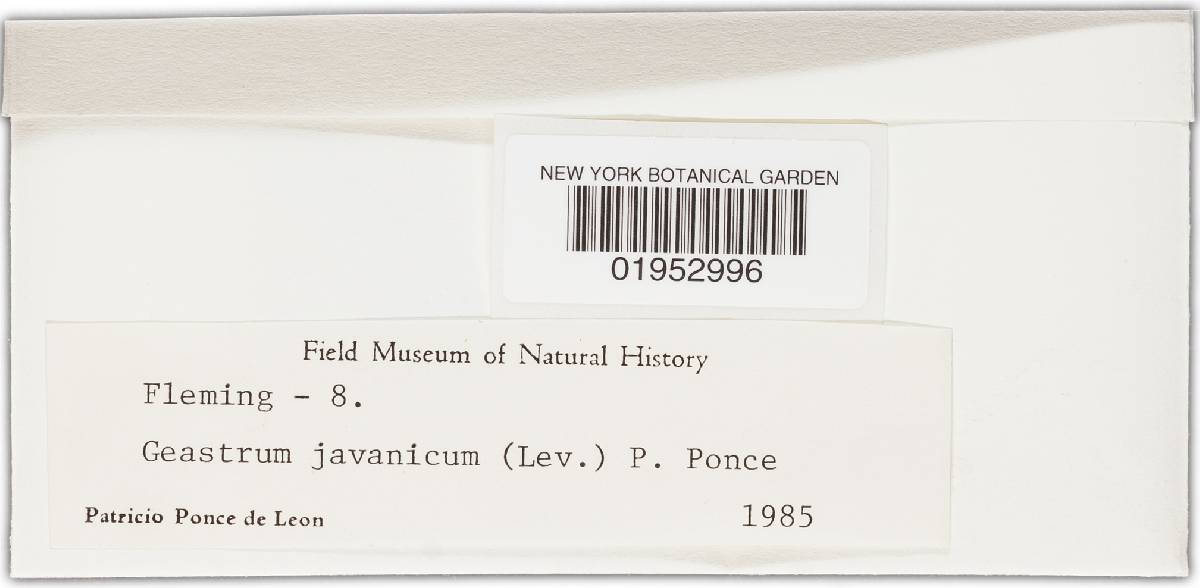 NEW YORK BOTANICAL GARDEN
01952996
Field Museum of Natural History
Fleming - 8.
Geastrum javanicum (Lev.) P. Ponce
Patricio Ponce de Leon 1985